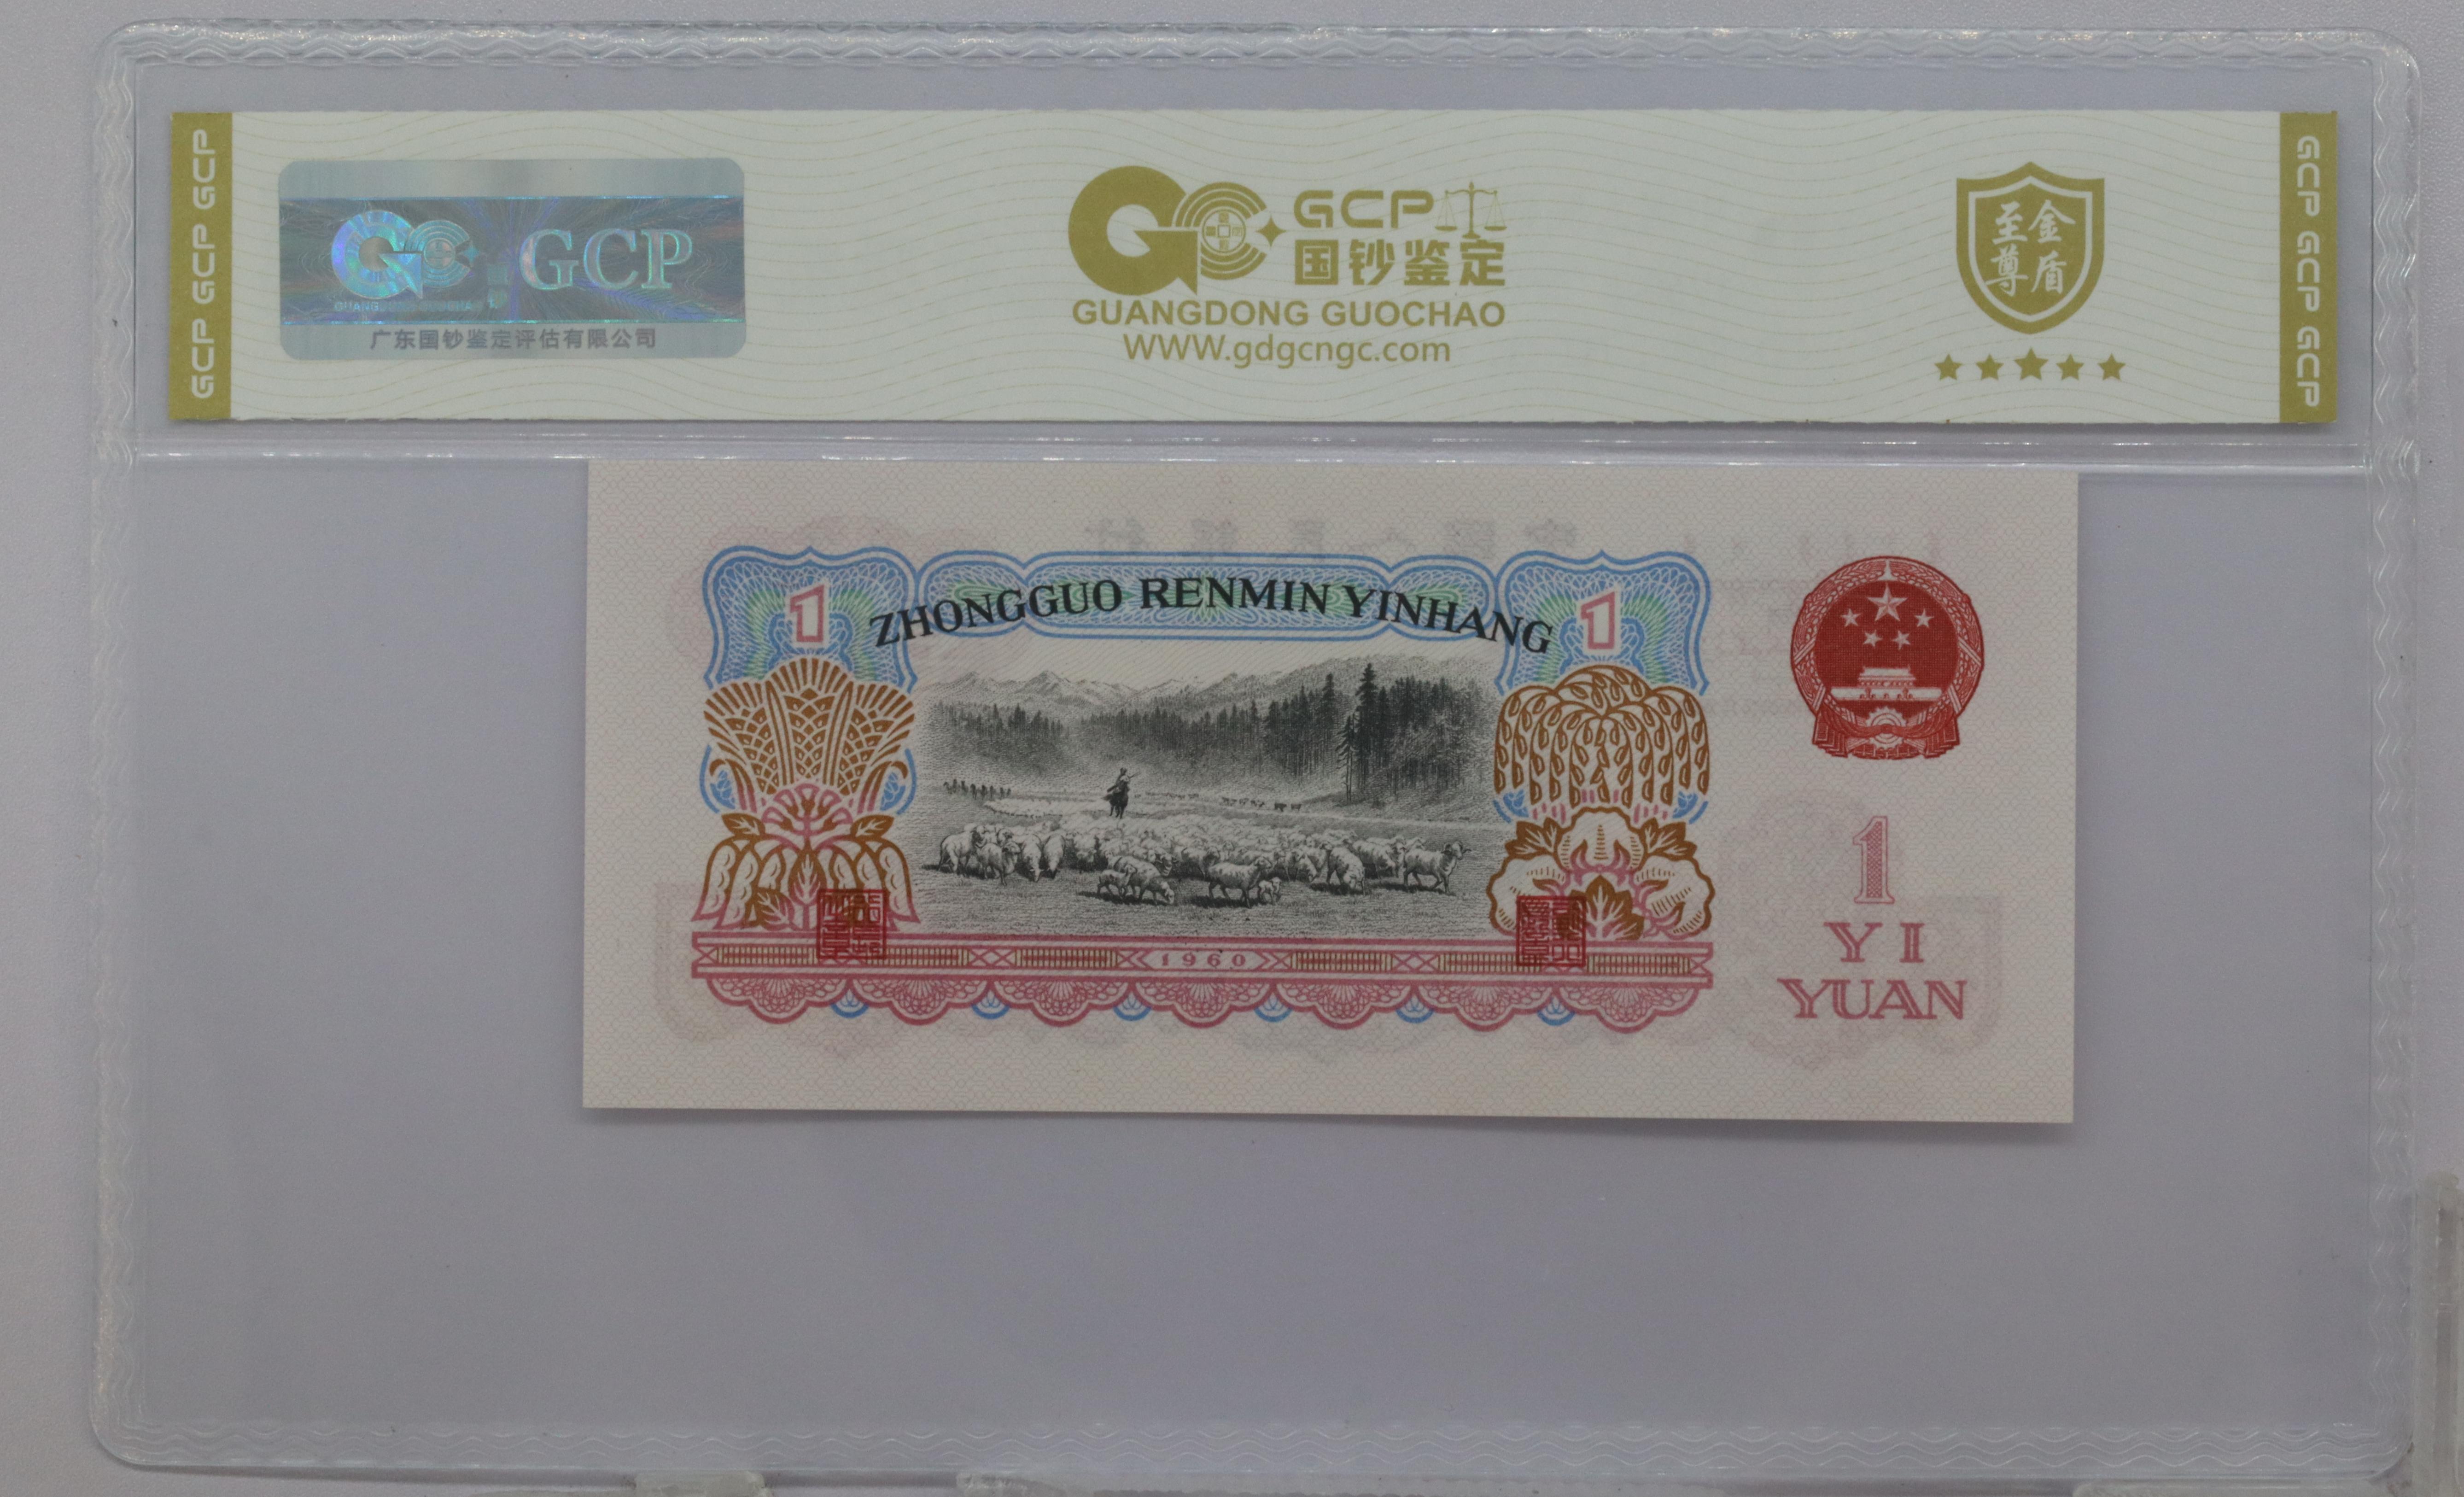 GCP GCP GCP
GCP
GUANGDONG GUOCHAO
广东国钞鉴定评估有限公司
GCP
国钞鉴定
GUANGDONG GUOCHAO
WWW.gdgcngc.com
至尊
金盾
GCP GCP GCP
ZHONGGUO RENMIN YINHANG
1
1
1960
1
YI
YUAN